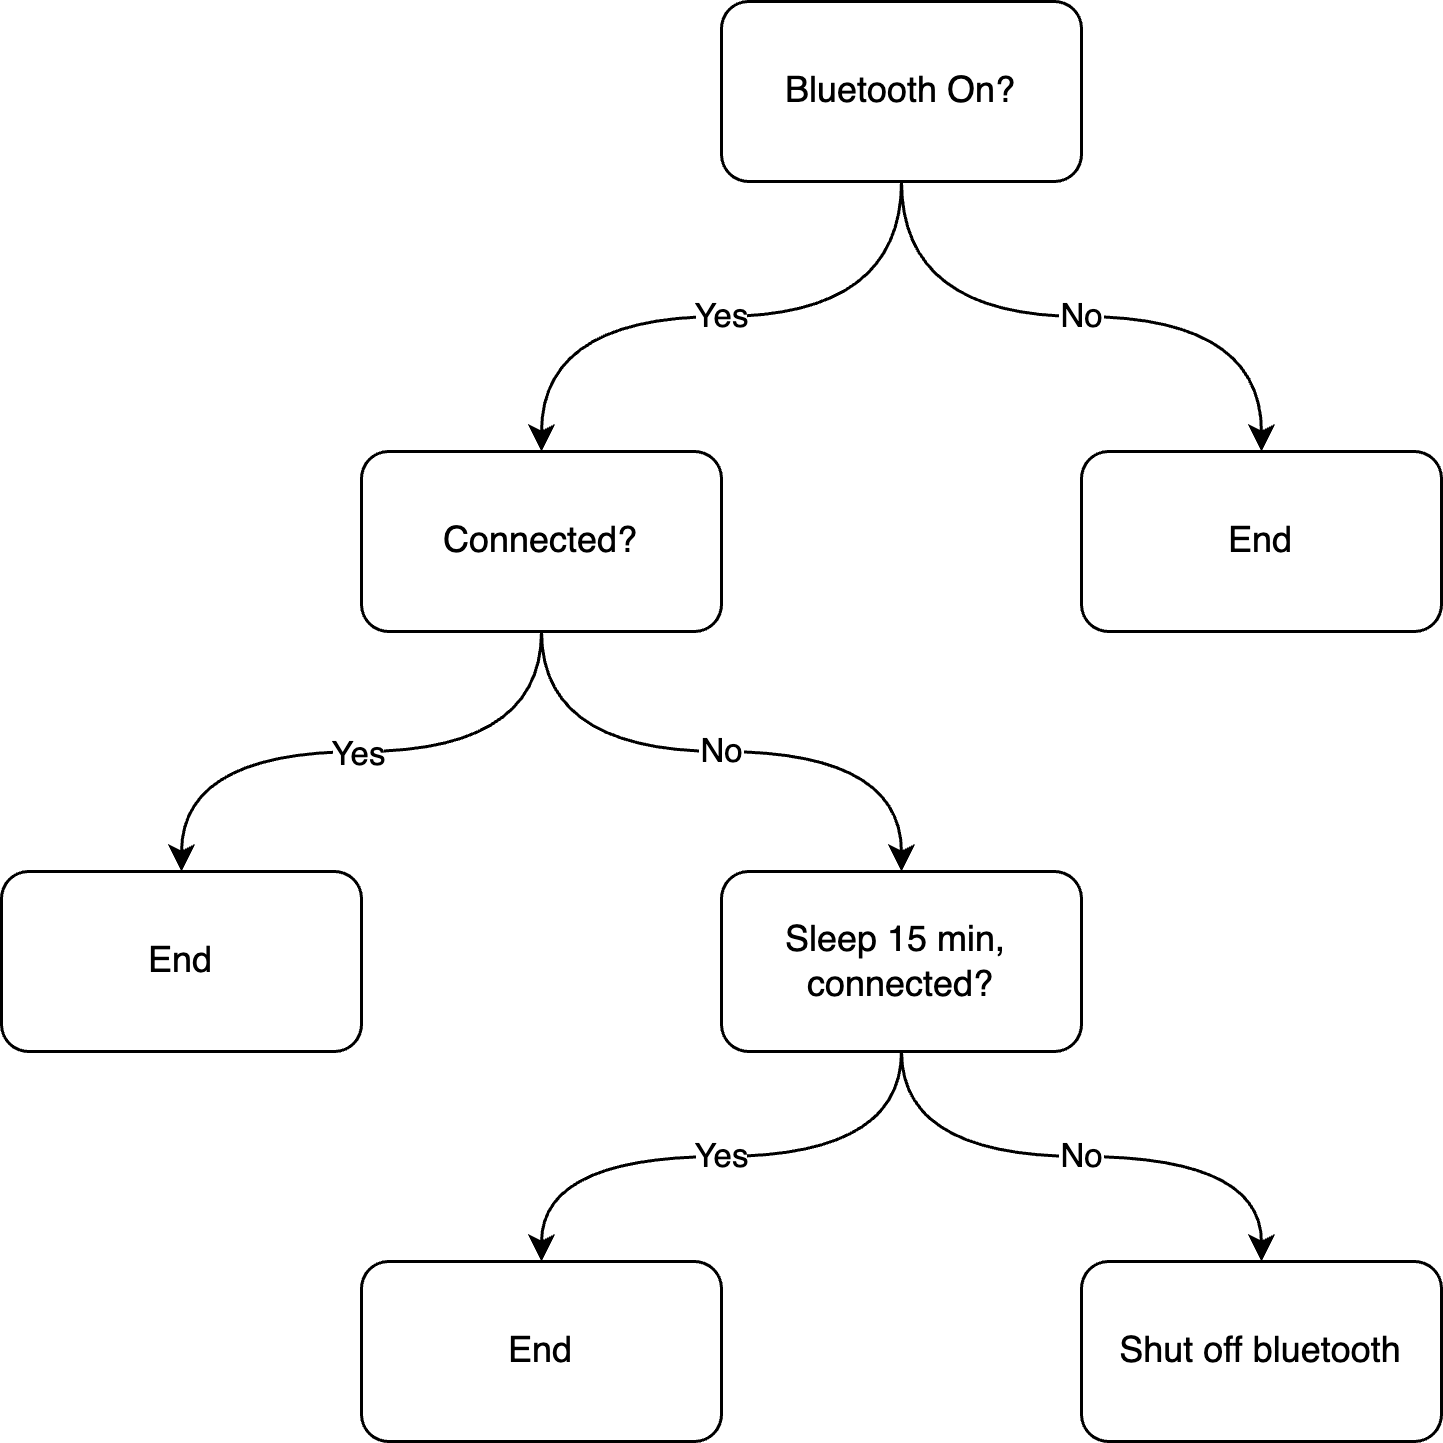 Bluetooth On?
Yes
No
Connected?
End
Yes
No
End
Sleep 15 min,
connected?
Yes
No
End
Shut off bluetooth